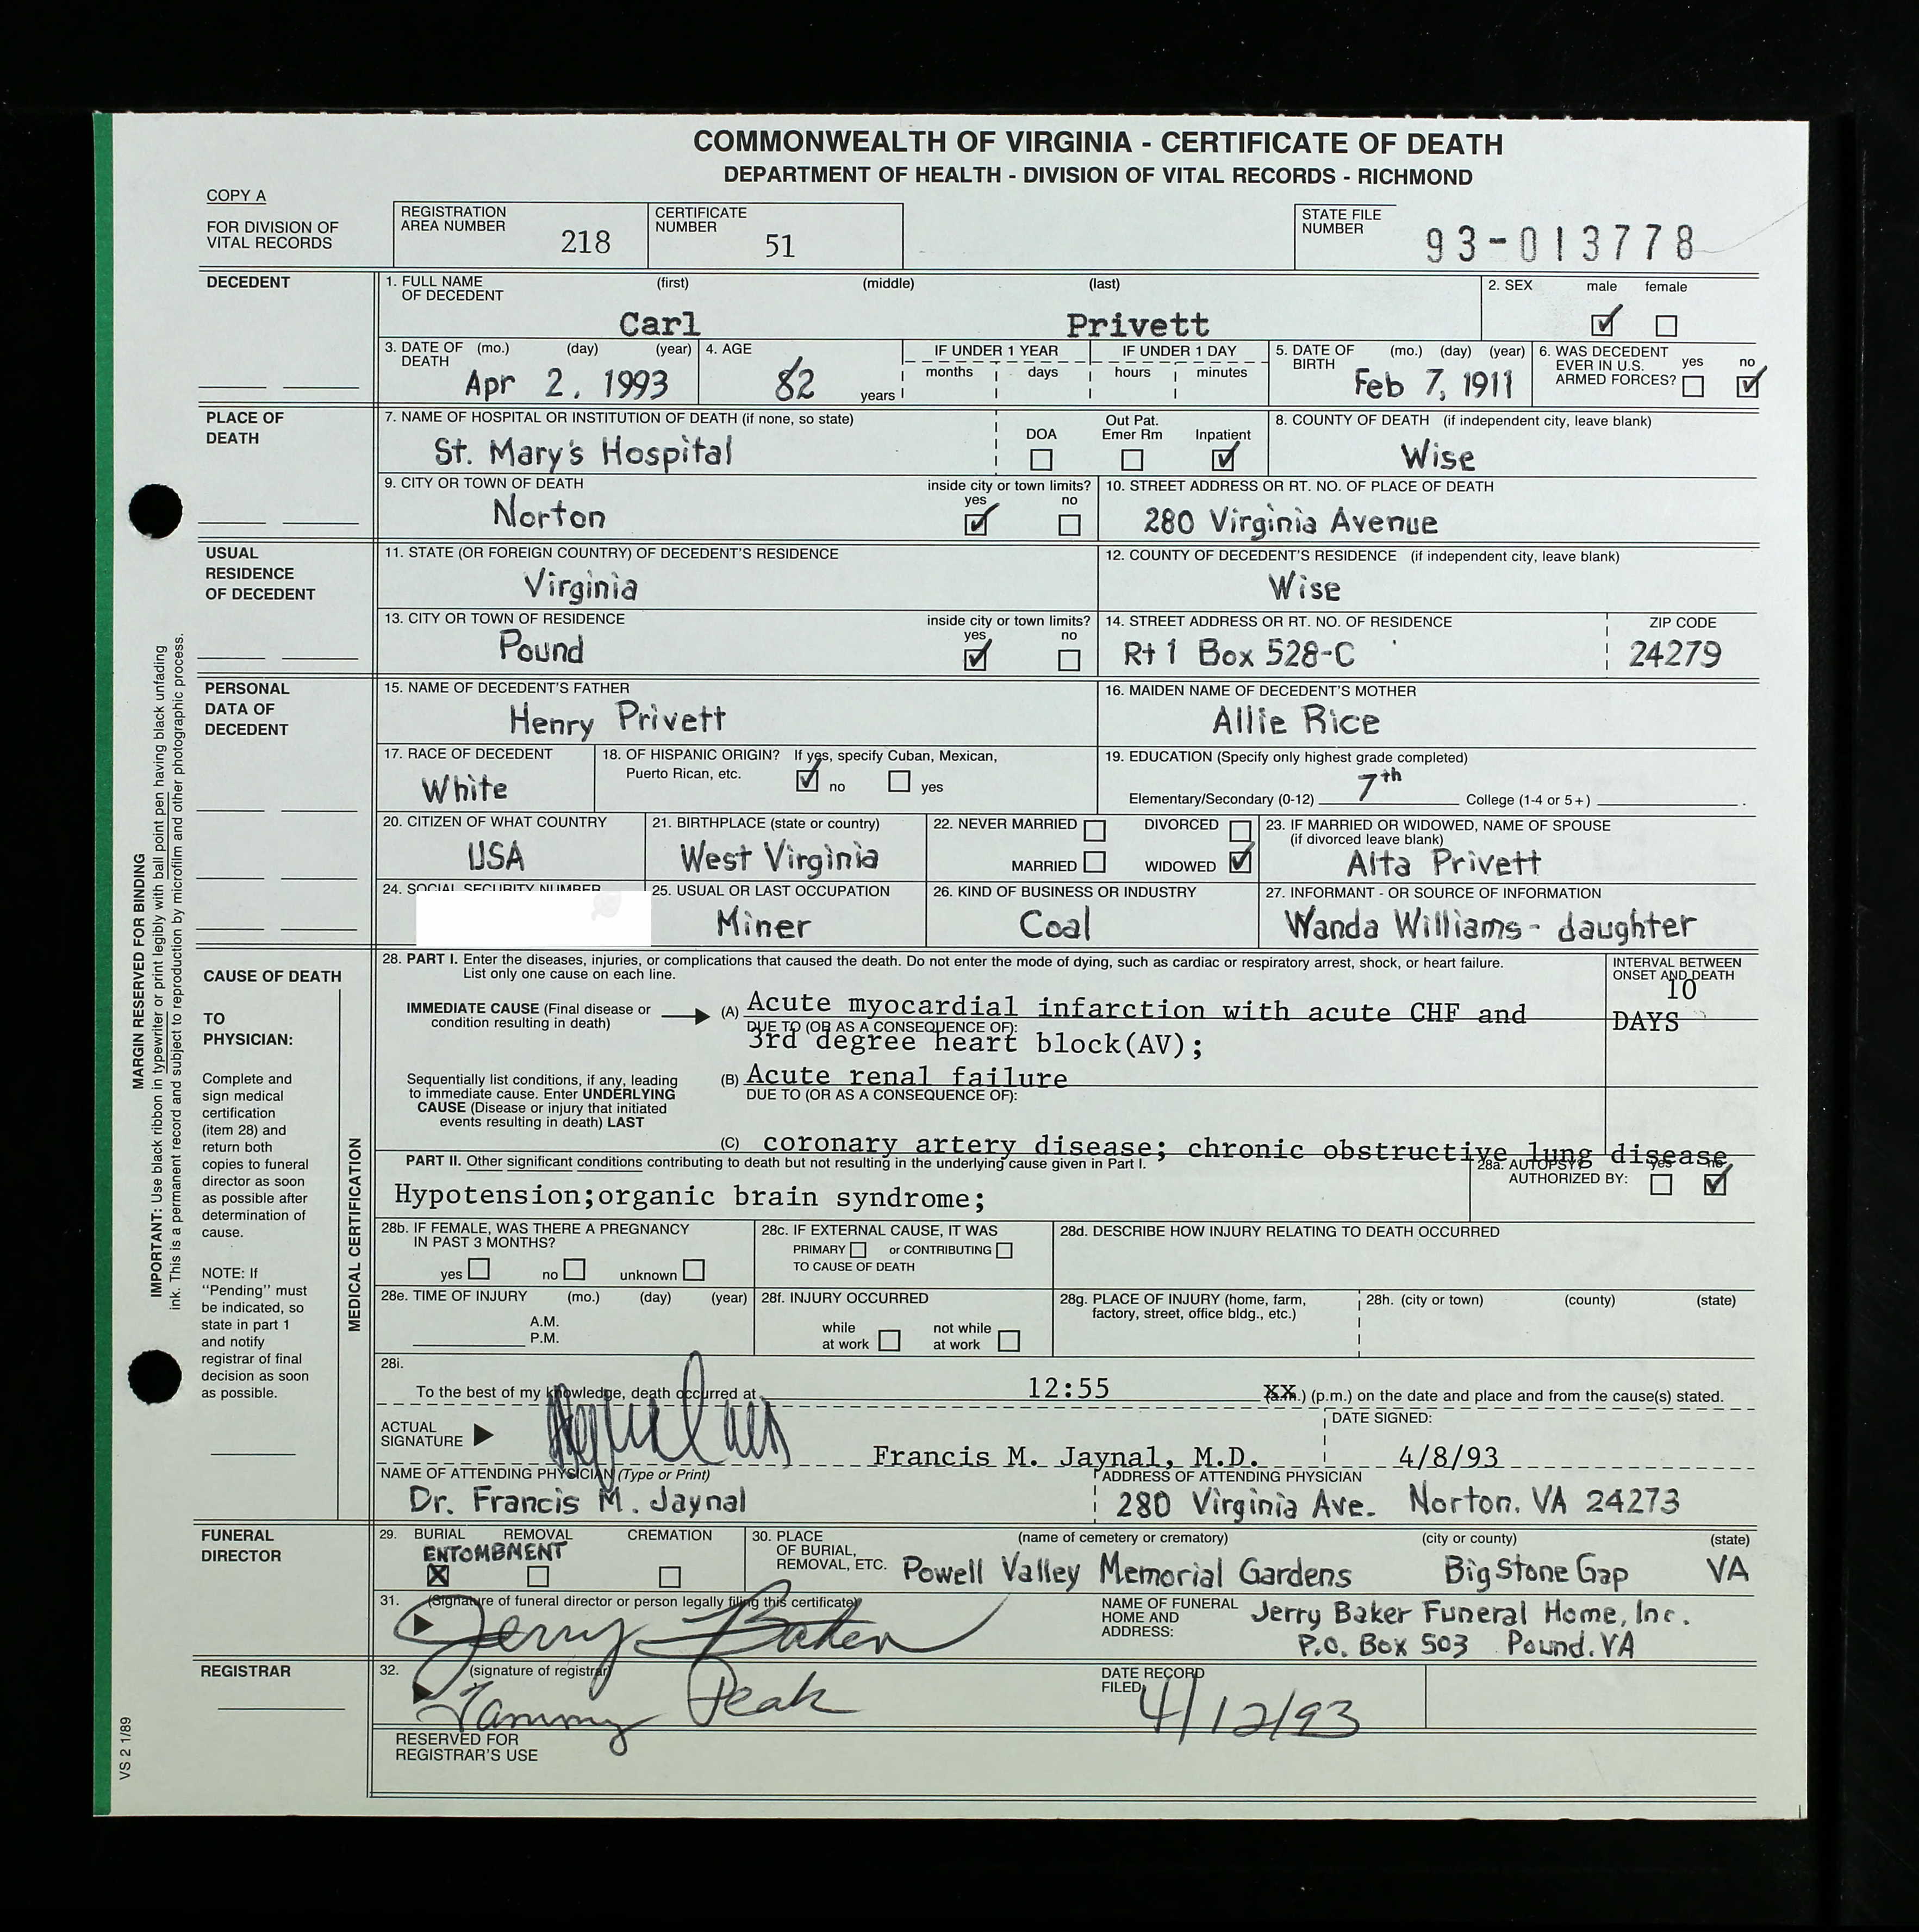 COMMONWEALTH OF VIRGINIA - CERTIFICATE OF DEATH
DEPARTMENT OF HEALTH - DIVISION OF VITAL RECORDS - RICHMOND
COPY A
FOR DIVISION OF
VITAL RECORDS
REGISTRATION
AREA NUMBER 218
CERTIFICATE
NUMBER 51
STATE FILE
NUMBER 93-013778
DECEDENT
1. FULL NAME (first) (middle) (last)
OF DECEDENT
Carl Privett
2. SEX male female
3. DATE OF (mo.) (day) (year)
DEATH
Apr 2, 1993
4. AGE
82 years
IF UNDER 1 YEAR
months days
IF UNDER 1 DAY
hours minutes
5. DATE OF (mo.) (day) (year)
BIRTH
Feb 7, 1911
6. WAS DECEDENT
EVER IN U.S. yes no
ARMED FORCES?
PLACE OF
DEATH
7. NAME OF HOSPITAL OR INSTITUTION OF DEATH (if none, so state)
St. Mary's Hospital
DOA
Out Pat.
Emer Rm
Inpatient
8. COUNTY OF DEATH (if independent city, leave blank)
Wise
9. CITY OR TOWN OF DEATH
Norton
inside city or town limits?
yes no
10. STREET ADDRESS OR RT. NO. OF PLACE OF DEATH
280 Virginia Avenue
USUAL
RESIDENCE
OF DECEDENT
11. STATE (OR FOREIGN COUNTRY) OF DECEDENT'S RESIDENCE
Virginia
12. COUNTY OF DECEDENT'S RESIDENCE (if independent city, leave blank)
Wise
13. CITY OR TOWN OF RESIDENCE
Pound
inside city or town limits?
yes no
14. STREET ADDRESS OR RT. NO. OF RESIDENCE
Rt 1 Box 528-C
ZIP CODE
24279
PERSONAL
DATA OF
DECEDENT
15. NAME OF DECEDENT'S FATHER
Henry Privett
16. MAIDEN NAME OF DECEDENT'S MOTHER
Allie Rice
17. RACE OF DECEDENT
White
18. OF HISPANIC ORIGIN? If yes, specify Cuban, Mexican,
Puerto Rican, etc. no yes
19. EDUCATION (Specify only highest grade completed)
7th
Elementary/Secondary (0-12) College (1-4 or 5+)
20. CITIZEN OF WHAT COUNTRY
USA
21. BIRTHPLACE (state or country)
West Virginia
22. NEVER MARRIED DIVORCED
MARRIED WIDOWED
23. IF MARRIED OR WIDOWED, NAME OF SPOUSE
(if divorced leave blank)
Alta Privett
24. SOCIAL SECURITY NUMBER
25. USUAL OR LAST OCCUPATION
Miner
26. KIND OF BUSINESS OR INDUSTRY
Coal
27. INFORMANT - OR SOURCE OF INFORMATION
Wanda Williams - daughter
CAUSE OF DEATH
TO
PHYSICIAN:
Complete and
sign medical
certification
(item 28) and
return both
copies to funeral
director as soon
as possible after
determination of
cause.
NOTE: If
"Pending" must
be indicated, so
state in part 1
and notify
registrar of final
decision as soon
as possible.
MEDICAL CERTIFICATION
28. PART I. Enter the diseases, injuries, or complications that caused the death. Do not enter the mode of dying, such as cardiac or respiratory arrest, shock, or heart failure.
List only one cause on each line.
INTERVAL BETWEEN
ONSET AND DEATH
10
DAYS
IMMEDIATE CAUSE (Final disease or
condition resulting in death)
(A) Acute myocardial infarction with acute CHF and
DUE TO (OR AS A CONSEQUENCE OF):
3rd degree heart block(AV);
Sequentially list conditions, if any, leading
to immediate cause. Enter UNDERLYING
CAUSE (Disease or injury that initiated
events resulting in death) LAST
(B) Acute renal failure
DUE TO (OR AS A CONSEQUENCE OF):
(C) coronary artery disease; chronic obstructive lung disease
PART II. Other significant conditions contributing to death but not resulting in the underlying cause given in Part I.
Hypotension;organic brain syndrome;
28a. AUTOPSY? yes no
AUTHORIZED BY:
28b. IF FEMALE, WAS THERE A PREGNANCY
IN PAST 3 MONTHS?
yes no unknown
28c. IF EXTERNAL CAUSE, IT WAS
PRIMARY or CONTRIBUTING
TO CAUSE OF DEATH
28d. DESCRIBE HOW INJURY RELATING TO DEATH OCCURRED
28e. TIME OF INJURY (mo.) (day) (year)
A.M.
P.M.
28f. INJURY OCCURRED
while
at work
not while
at work
28g. PLACE OF INJURY (home, farm,
factory, street, office bldg., etc.)
28h. (city or town) (county) (state)
28i.
To the best of my knowledge, death occurred at 12:55 (a.m.) (p.m.) on the date and place and from the cause(s) stated.
XX
ACTUAL
SIGNATURE
Francis M. Jaynal, M.D.
DATE SIGNED:
4/8/93
NAME OF ATTENDING PHYSICIAN (Type or Print)
Dr. Francis M. Jaynal
ADDRESS OF ATTENDING PHYSICIAN
280 Virginia Ave. Norton, VA 24273
FUNERAL
DIRECTOR
29. BURIAL REMOVAL CREMATION
ENTOMBMENT
30. PLACE (name of cemetery or crematory) (city or county) (state)
OF BURIAL,
REMOVAL, ETC. Powell Valley Memorial Gardens Big Stone Gap VA
31. (Signature of funeral director or person legally filing this certificate)
Jerry Baker
NAME OF FUNERAL
HOME AND
ADDRESS:
Jerry Baker Funeral Home, Inc.
P.O. Box 503 Pound, VA
REGISTRAR
32. (signature of registrar)
Tammy Peak
DATE RECORD
FILED:
4/12/93
RESERVED FOR
REGISTRAR'S USE
MARGIN RESERVED FOR BINDING
IMPORTANT: Use black ribbon in typewriter or print legibly with ball point pen having black unfading
ink. This is a permanent record and subject to reproduction by microfilm and other photographic process.
VS 2 1/89